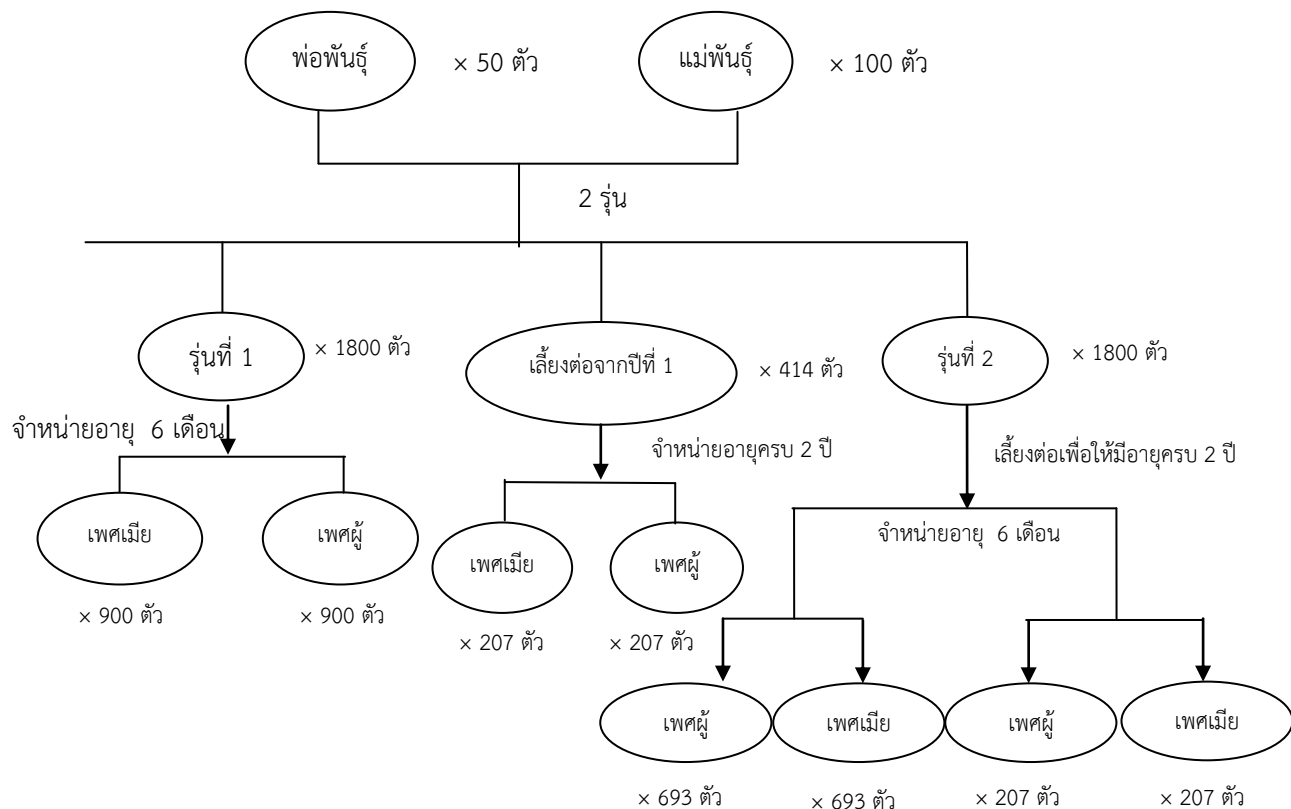 พ่อพันธุ์ × 50 ตัว แม่พันธุ์ × 100 ตัว
2 รุ่น
รุ่นที่ 1 × 1800 ตัว เลี้ยงต่อจากปีที่ 1 × 414 ตัว รุ่นที่ 2 × 1800 ตัว
จำหน่ายอายุ 6 เดือน จำหน่ายอายุครบ 2 ปี เลี้ยงต่อเพื่อให้มีอายุครบ 2 ปี
จำหน่ายอายุ 6 เดือน
เพศเมีย เพศผู้ เพศเมีย เพศผู้
× 900 ตัว × 900 ตัว × 207 ตัว × 207 ตัว
เพศผู้ เพศเมีย เพศผู้ เพศเมีย
× 693 ตัว × 693 ตัว × 207 ตัว × 207 ตัว